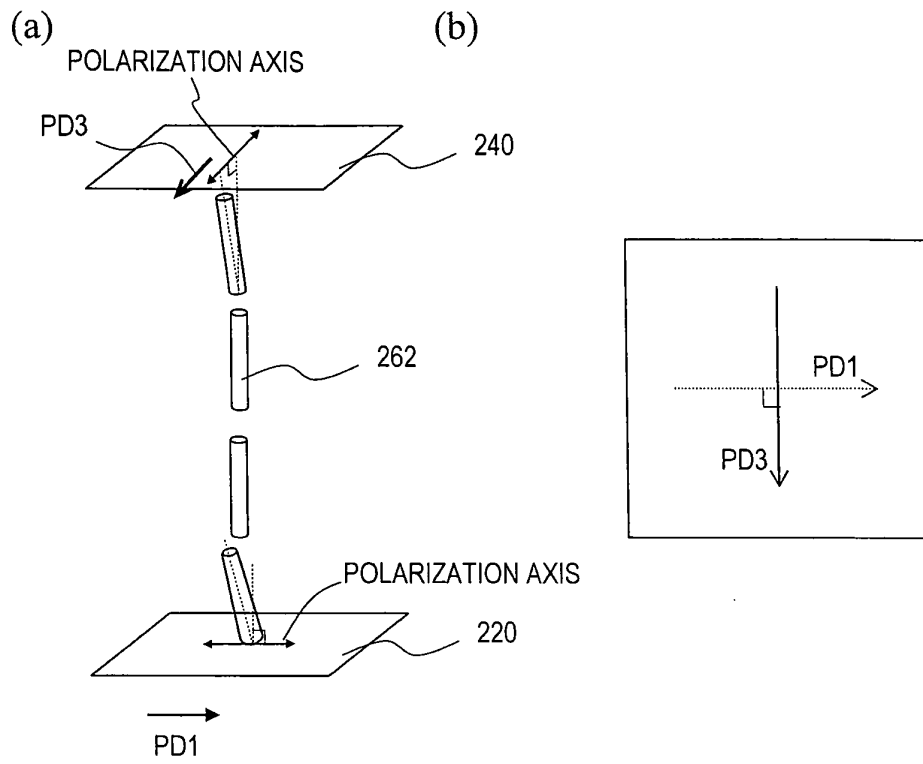 (a)
POLARIZATION AXIS
PD3
240
262
POLARIZATION AXIS
220
PD1
(b)
PD1
PD3